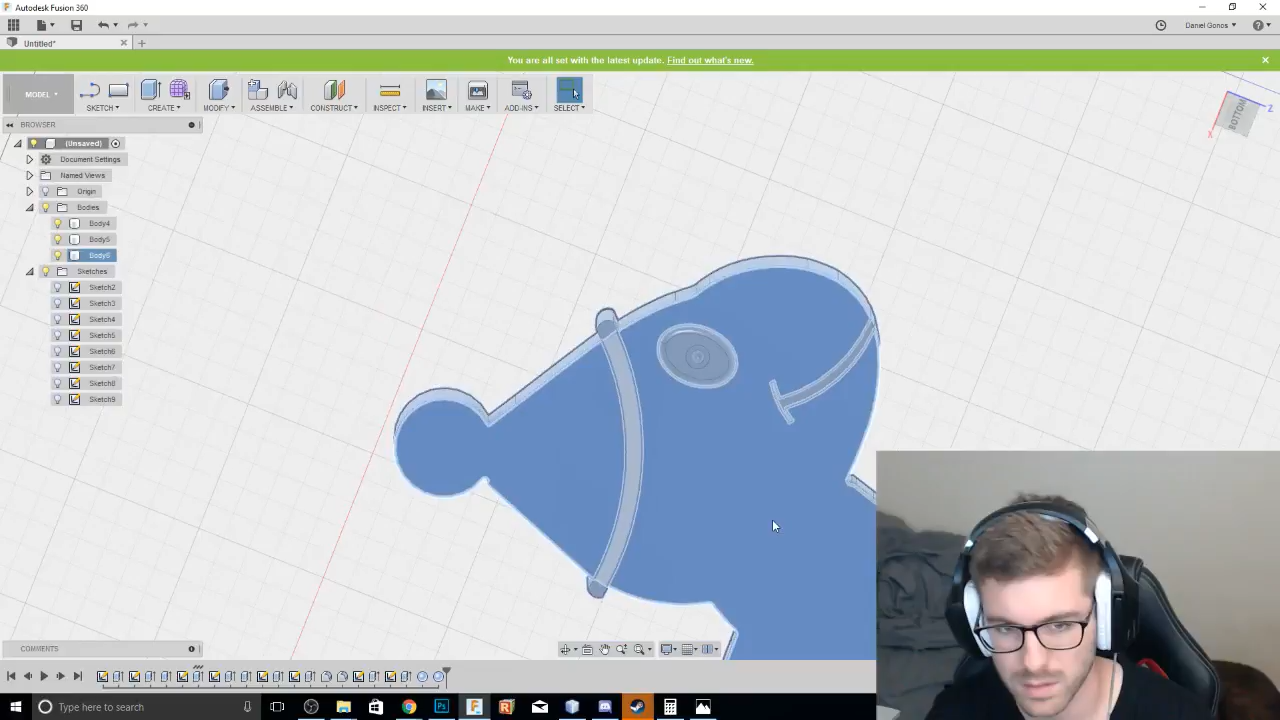 Autodesk Fusion 360
Daniel Gonos
Untitled*
You are all set with the latest update. Find out what's new.
MODEL
SKETCH
CREATE
MODIFY
ASSEMBLE
CONSTRUCT
INSPECT
INSERT
MAKE
ADD-INS
SELECT
BROWSER
(Unsaved)
Document Settings
Named Views
Origin
Bodies
Body4
Body5
Body6
Sketches
Sketch2
Sketch3
Sketch4
Sketch5
Sketch6
Sketch7
Sketch8
Sketch9
BOTTOM
X
Z
COMMENTS
Type here to search